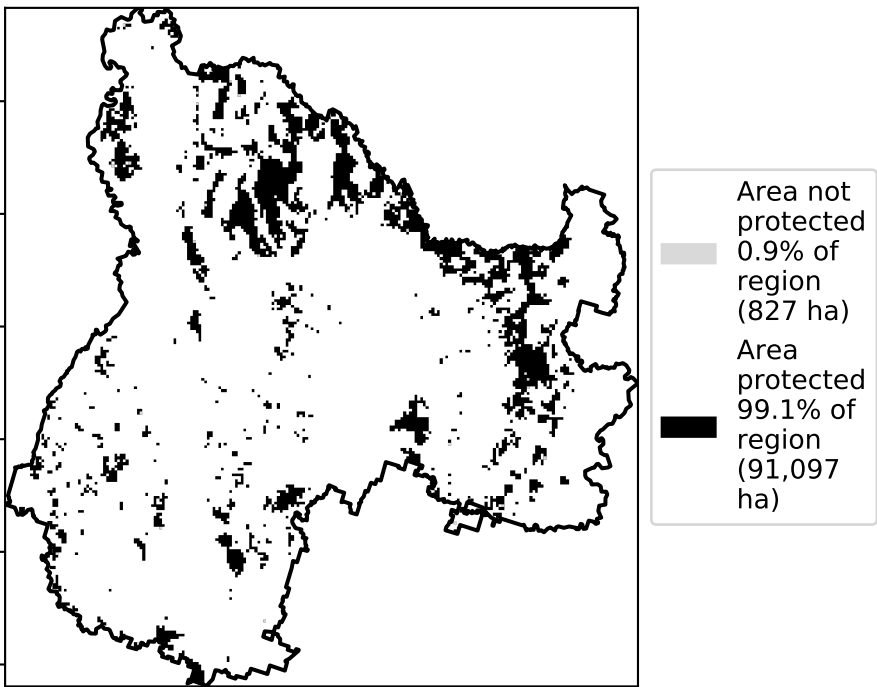 Area not
protected
0.9% of
region
(827 ha)
Area
protected
99.1% of
region
(91,097
ha)